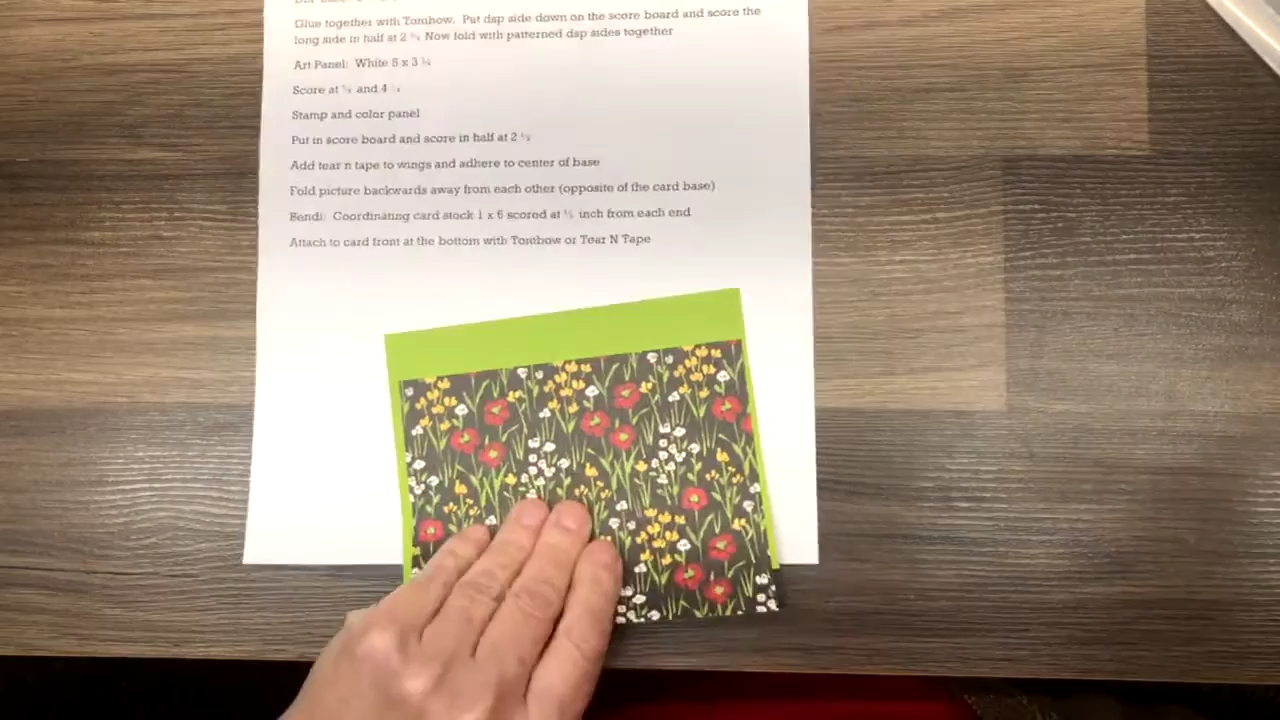 Glue together with Tombow. Put dsp side down on the score board and score the
long side in half at 2 Now fold with patterned dsp sides together
Art Panel: White 5 x 3
Score at and 4
Stamp and color panel
Put in score board and score in half at 2 ½
Add tear n tape to wings and adhere to center of base
Fold picture backwards away from each other (opposite of the card base)
Bendi: Coordinating card stock 1 x 6 scored at ½ inch from each end
Attach to card front at the bottom with Tombow or Tear N Tape